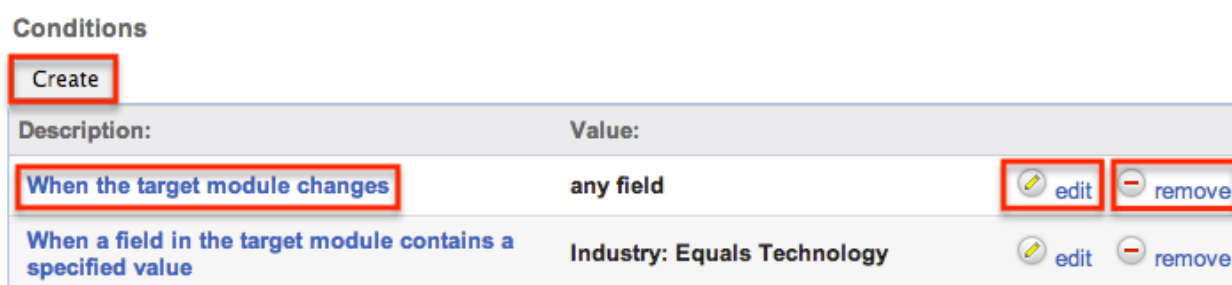 Conditions
Create
Description: Value:
When the target module changes any field edit remove
When a field in the target module contains a
specified value Industry: Equals Technology edit remove